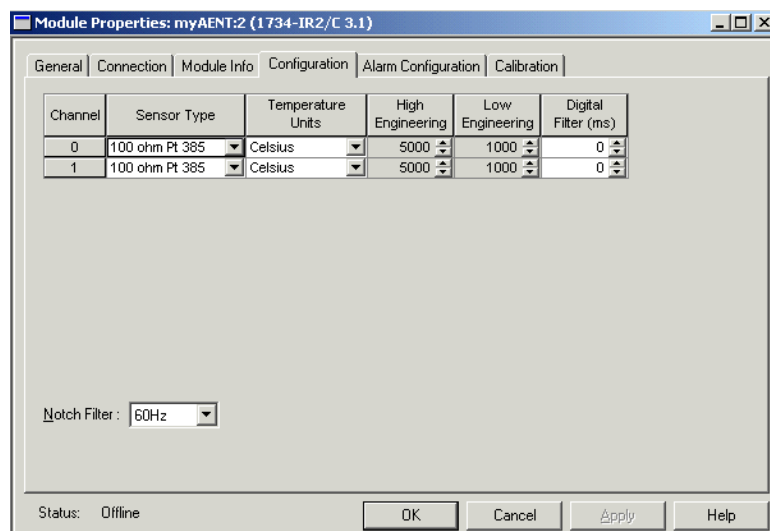 Module Properties: myAENT:2 (1734-IR2/C 3.1)
General Connection Module Info Configuration Alarm Configuration Calibration
Channel Sensor Type Temperature Units High Engineering Low Engineering Digital Filter (ms)
0 100 ohm Pt 385 Celsius 5000 1000 0
1 100 ohm Pt 385 Celsius 5000 1000 0
Notch Filter : 60Hz
Status: Offline OK Cancel Apply Help